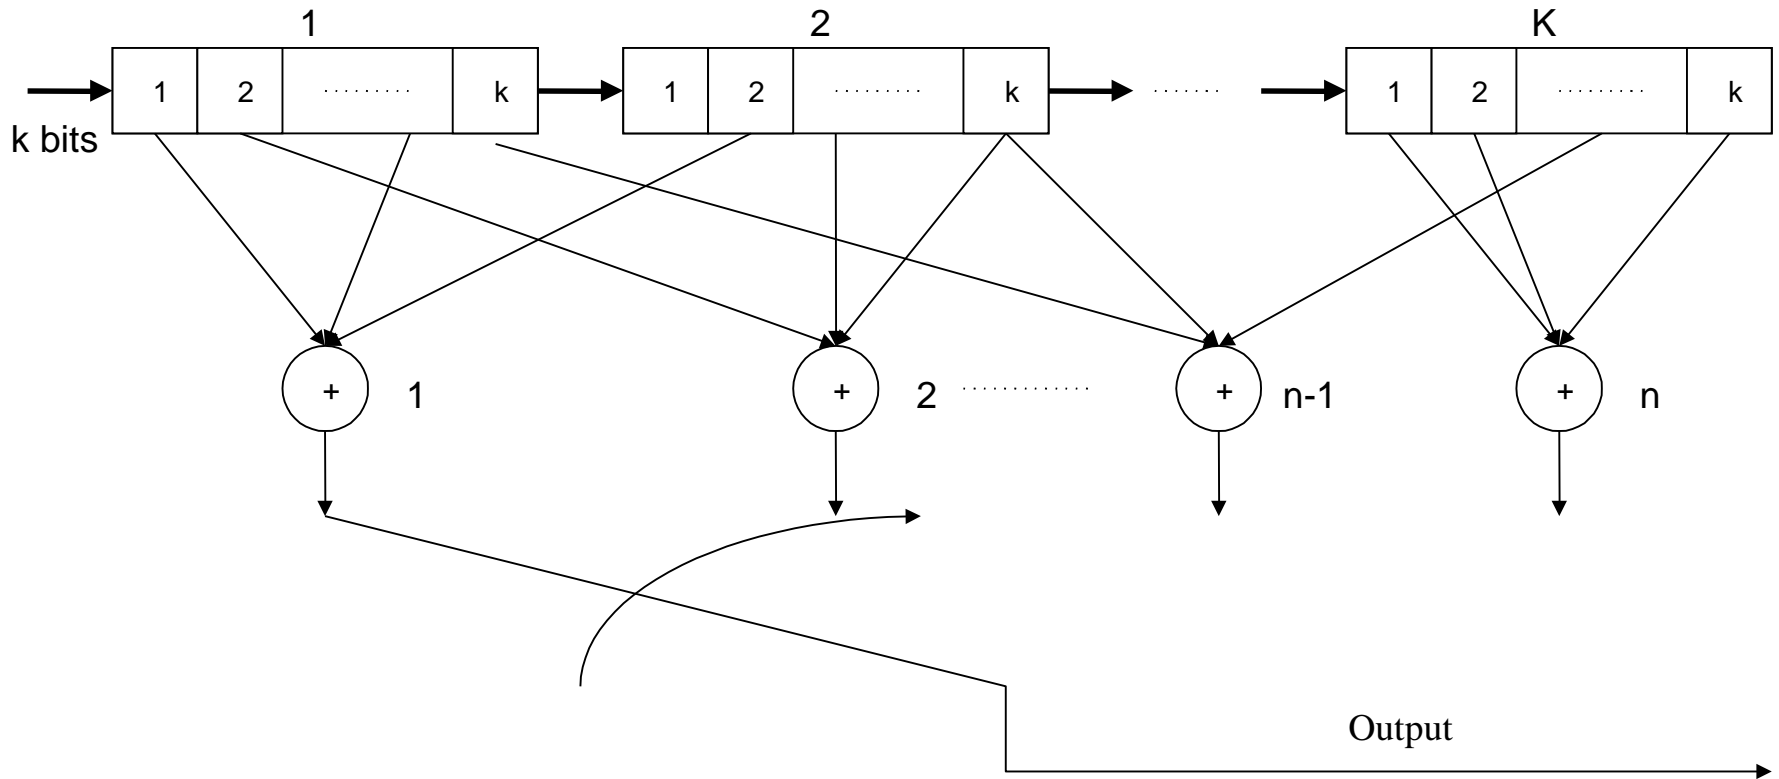 1 2 K
1 2 ......... k 1 2 ......... k ....... 1 2 ......... k
k bits
+ 1 + 2 ............. + n-1 + n
Output